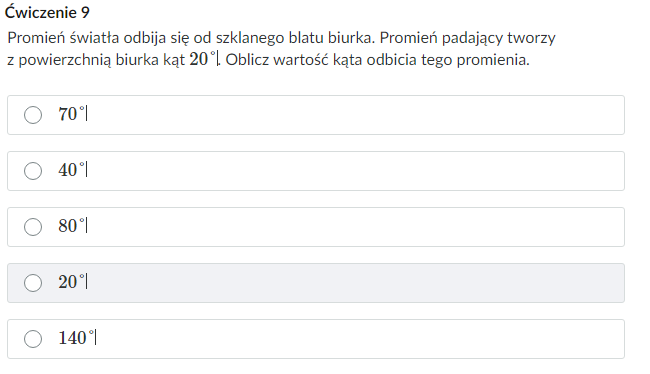 Ćwiczenie 9
Promień światła odbija się od szklanego blatu biurka. Promień padający tworzy
z powierzchnią biurka kąt 20°|. Oblicz wartość kąta odbicia tego promienia.
70°|
40°|
80°|
20°|
140°|